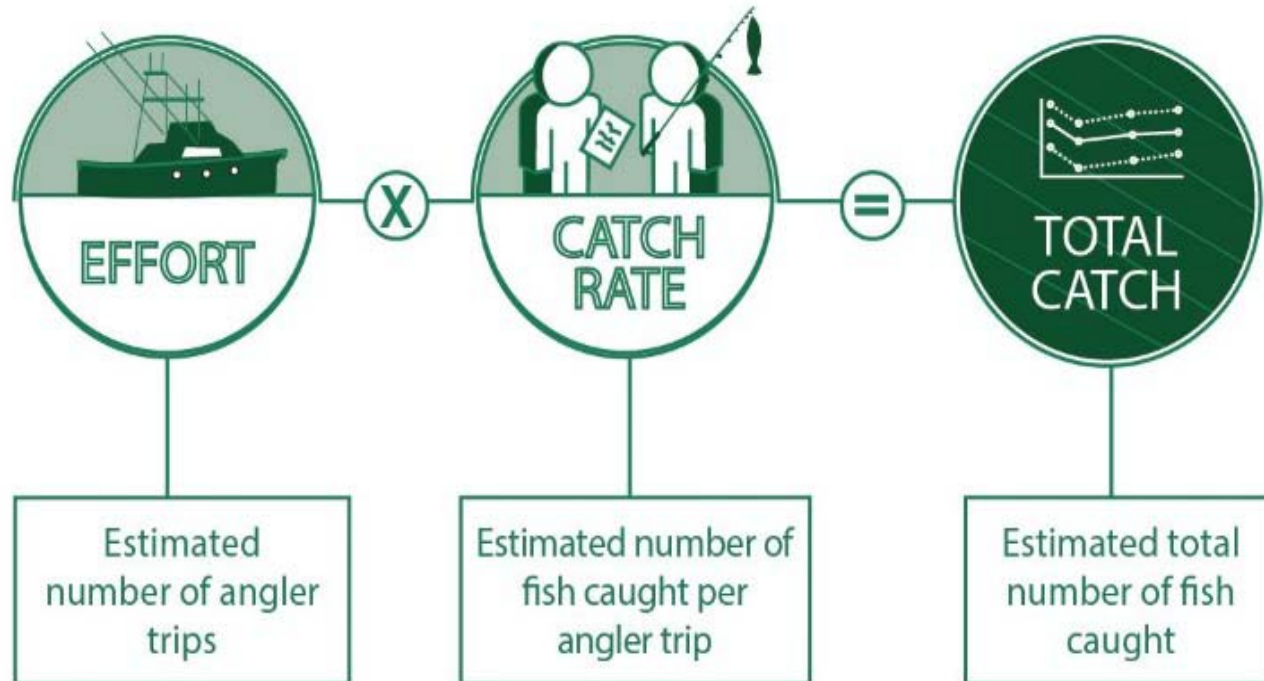 EFFORT
X
CATCH
RATE
=
TOTAL
CATCH
Estimated
number of angler
trips
Estimated number of
fish caught per
angler trip
Estimated total
number of fish
caught